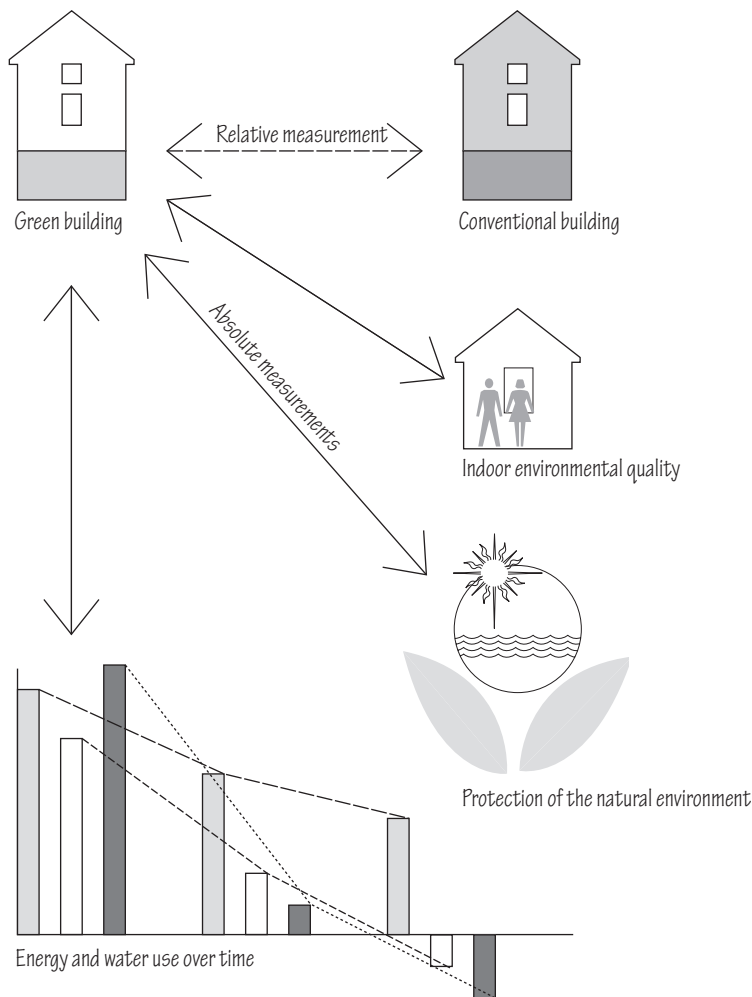 Relative measurement
Green building
Conventional building
Absolute measurements
Indoor environmental quality
Protection of the natural environment
Energy and water use over time